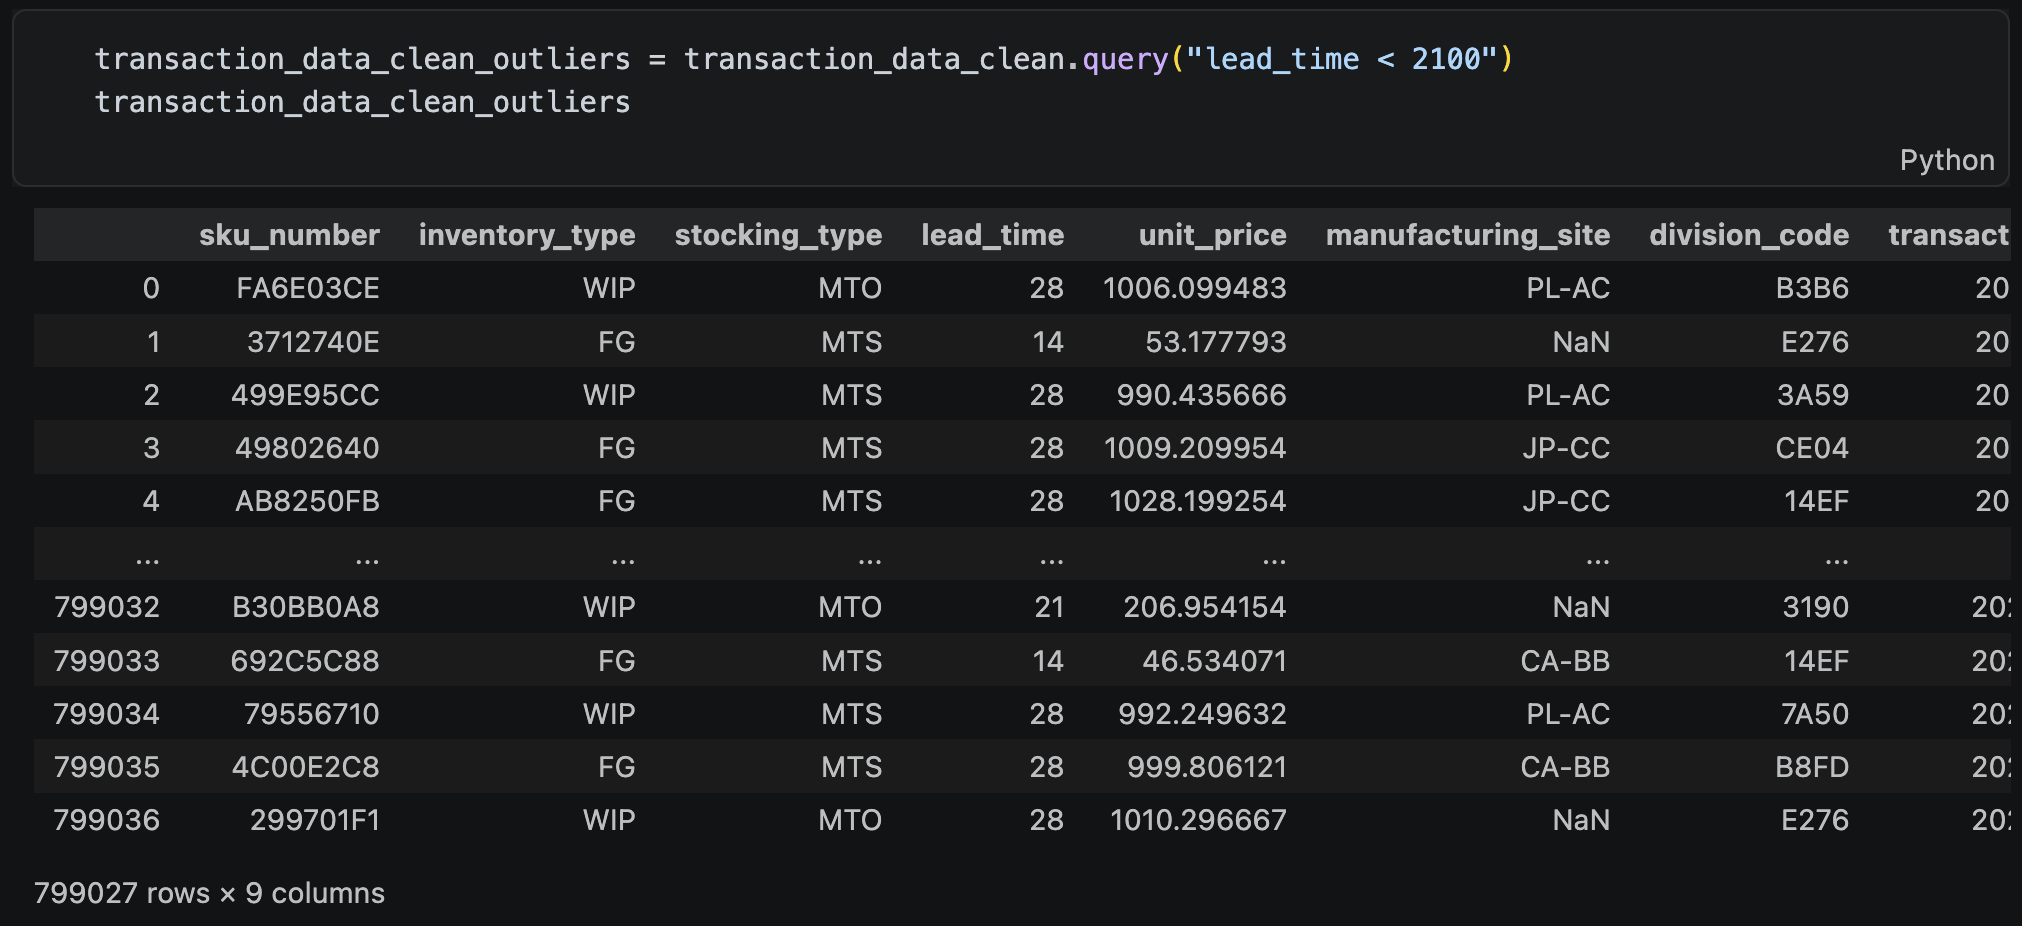 transaction_data_clean_outliers = transaction_data_clean.query("lead_time < 2100")
transaction_data_clean_outliers
Python
sku_number inventory_type stocking_type lead_time unit_price manufacturing_site division_code transact
0 FA6E03CE WIP MTO 28 1006.099483 PL-AC B3B6 20
1 3712740E FG MTS 14 53.177793 NaN E276 20
2 499E95CC WIP MTS 28 990.435666 PL-AC 3A59 20
3 49802640 FG MTS 28 1009.209954 JP-CC CE04 20
4 AB8250FB FG MTS 28 1028.199254 JP-CC 14EF 20
... ... ... ... ... ... ... ...
799032 B30BB0A8 WIP MTO 21 206.954154 NaN 3190 20
799033 692C5C88 FG MTS 14 46.534071 CA-BB 14EF 20
799034 79556710 WIP MTS 28 992.249632 PL-AC 7A50 20
799035 4C00E2C8 FG MTS 28 999.806121 CA-BB B8FD 20
799036 299701F1 WIP MTO 28 1010.296667 NaN E276 20
799027 rows × 9 columns